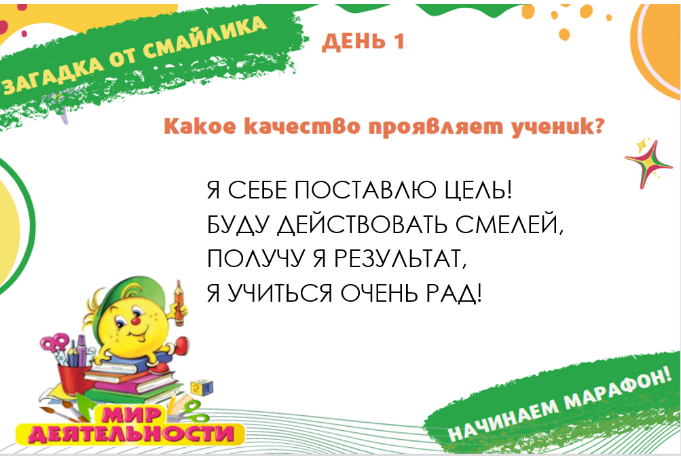 ЗАГАДКА ОТ СМАЙЛИКА
ДЕНЬ 1.
Какое качество проявляет ученик?
Я СЕБЕ ПОСТАВЛЮ ЦЕЛЬ!
БУДУ ДЕЙСТВОВАТЬ СМЕЛЕЙ,
ПОЛУЧУ Я РЕЗУЛЬТАТ,
Я УЧИТЬСЯ ОЧЕНЬ РАД!
МИР
ДЕЯТЕЛЬНОСТИ
НАЧИНАЕМ МАРАФОН!